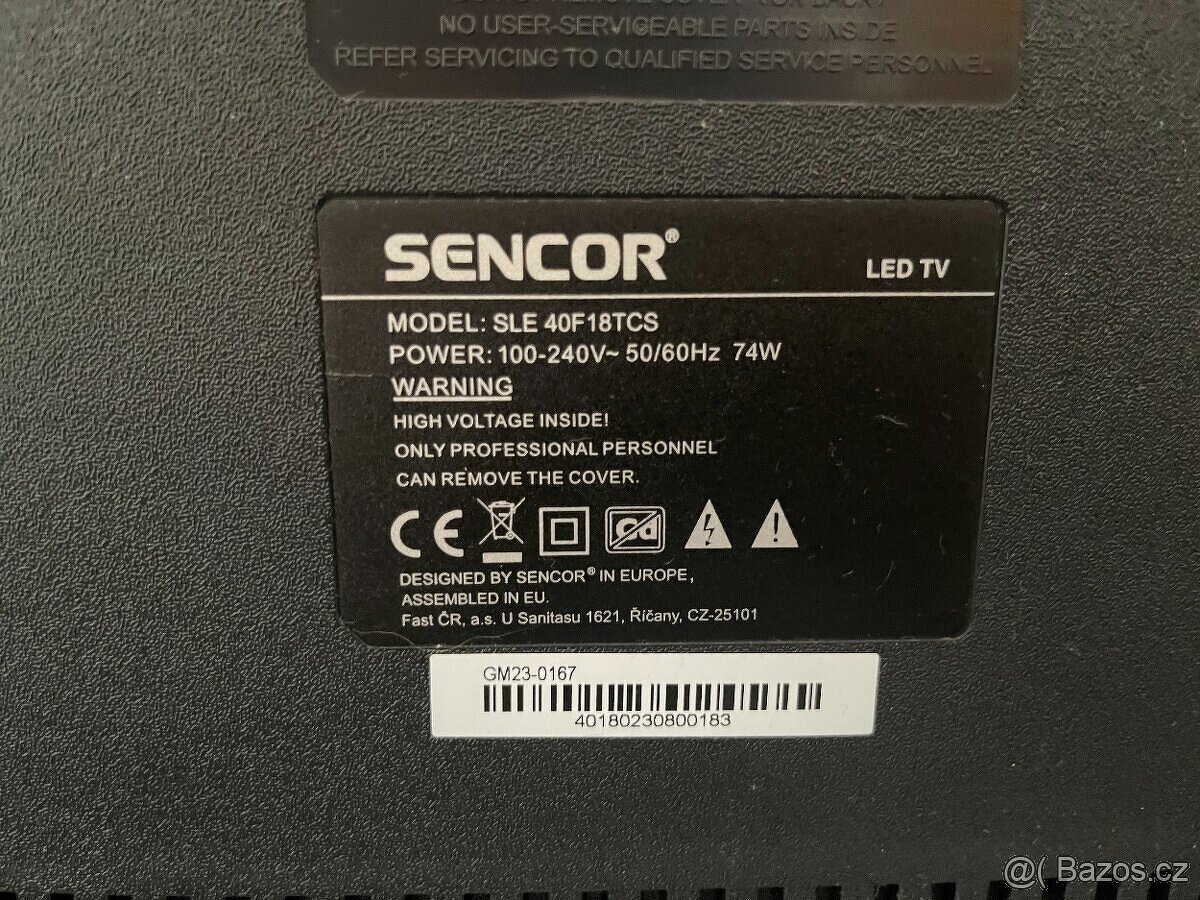 NO USER-SERVICEABLE PARTS INSIDE
REFER SERVICING TO QUALIFIED SERVICE PERSONNEL
SENCOR®
LED TV
MODEL: SLE 40F18TCS
POWER: 100-240V~ 50/60Hz 74W
WARNING
HIGH VOLTAGE INSIDE!
ONLY PROFESSIONAL PERSONNEL
CAN REMOVE THE COVER.
CE
Cd
DESIGNED BY SENCOR® IN EUROPE,
ASSEMBLED IN EU.
Fast ČR, a.s. U Sanitasu 1621, Říčany, CZ-25101
GM23-0167
40180230800183
@( Bazos.cz